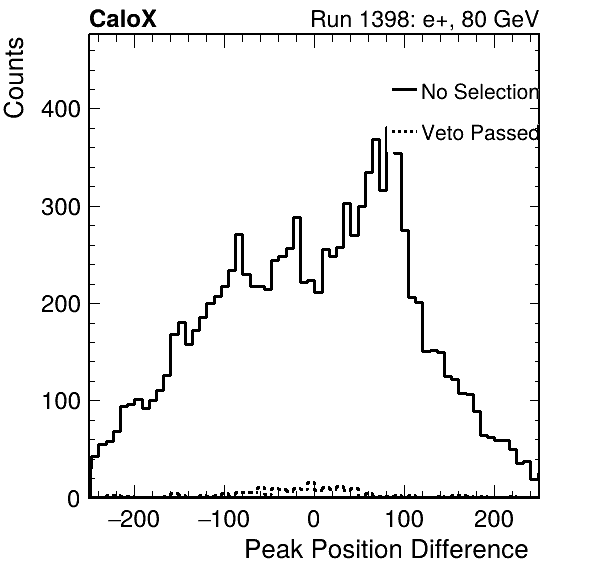 CaloX Run 1398: e+, 80 GeV
Counts
No Selection
Veto Passed
400
300
200
100
0
−200 −100 0 100 200
Peak Position Difference